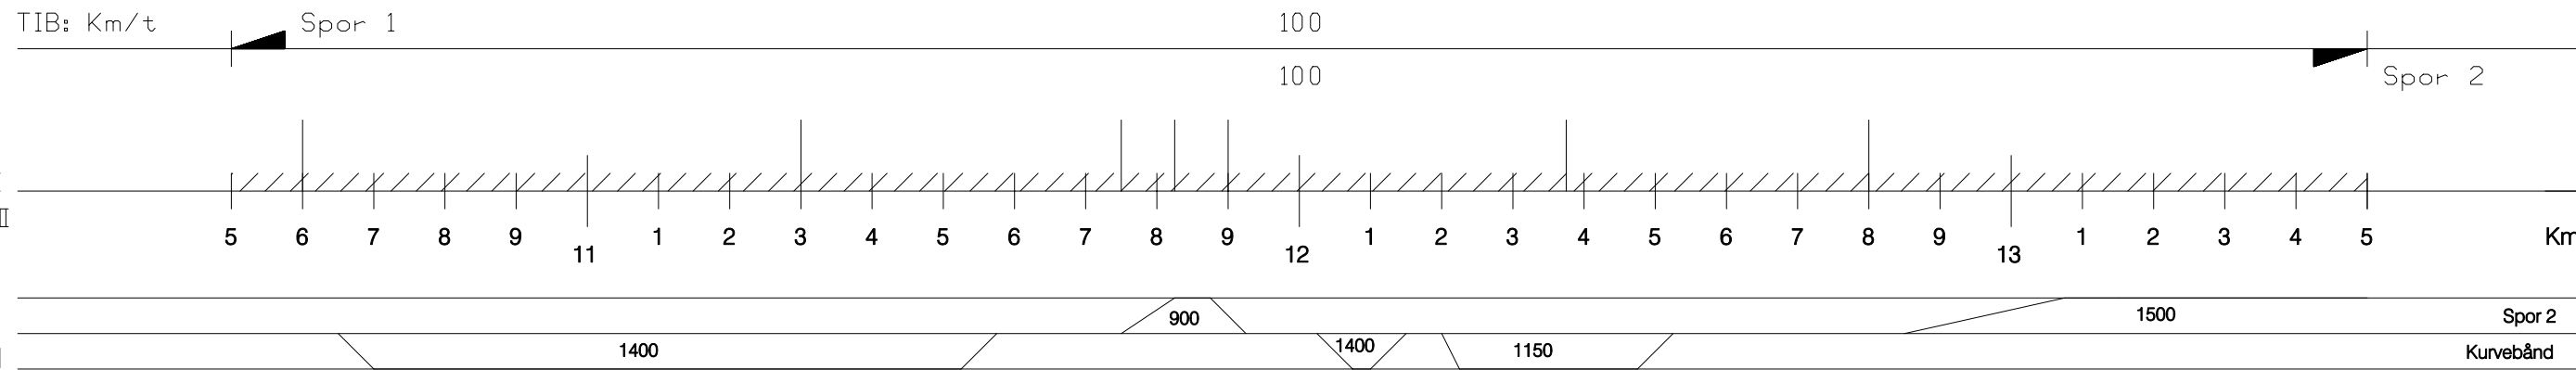 TIB: Km/t Spor 1 100
100 Spor 2
II
5 6 7 8 9 11 1 2 3 4 5 6 7 8 9 12 1 2 3 4 5 6 7 8 9 13 1 2 3 4 5 Km
900 1500 Spor 2
1400 1400 1150 Kurvebånd